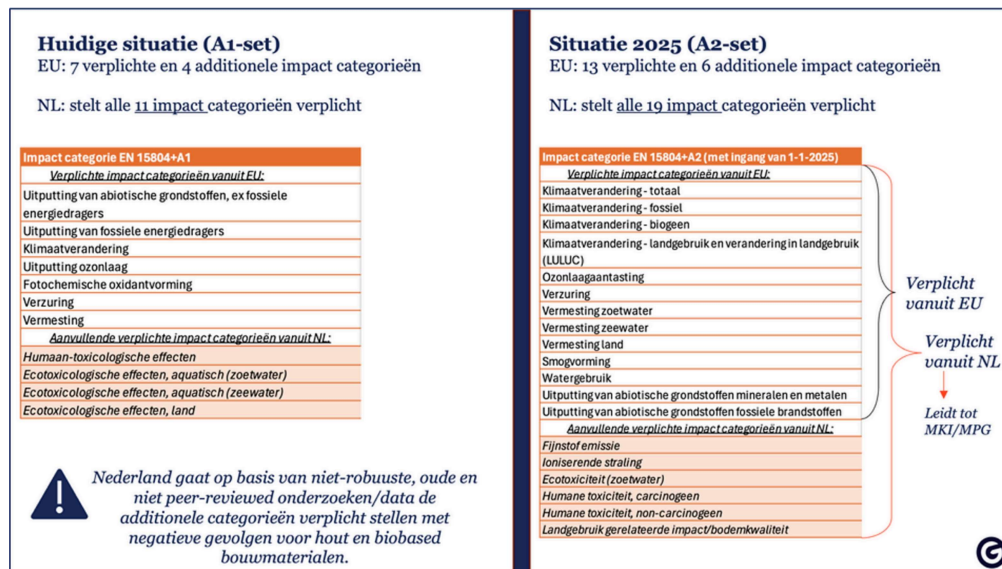 Huidige situatie (A1-set)
EU: 7 verplichte en 4 additionele impact categorieën
NL: stelt alle 11 impact categorieën verplicht
Impact categorie EN 15804+A1
Verplichte impact categorieën vanuit EU:
Uitputting van abiotische grondstoffen, ex fossiele
energiedragers
Uitputting van fossiele energiedragers
Klimaatverandering
Uitputting ozonlaag
Fotochemische oxidantvorming
Verzuring
Vermesting
Aanvullende verplichte impact categorieën vanuit NL:
Humaan-toxicologische effecten
Ecotoxicologische effecten, aquatisch (zoetwater)
Ecotoxicologische effecten, aquatisch (zeewater)
Ecotoxicologische effecten, land
Nederland gaat op basis van niet-robuuste, oude en
niet peer-reviewed onderzoeken/data de
additionele categorieën verplicht stellen met
negatieve gevolgen voor hout en biobased
bouwmaterialen.
Situatie 2025 (A2-set)
EU: 13 verplichte en 6 additionele impact categorieën
NL: stelt alle 19 impact categorieën verplicht
Impact categorie EN 15804+A2 (met ingang van 1-1-2025)
Verplichte impact categorieën vanuit EU:
Klimaatverandering - totaal
Klimaatverandering - fossiel
Klimaatverandering - biogeen
Klimaatverandering - landgebruik en verandering in landgebruik
(LULUC)
Ozonlaagaantasting
Verzuring
Vermesting zoetwater
Vermesting zeewater
Vermesting land
Smogvorming
Watergebruik
Uitputting van abiotische grondstoffen mineralen en metalen
Uitputting van abiotische grondstoffen fossiele brandstoffen
Aanvullende verplichte impact categorieën vanuit NL:
Fijnstof emissie
Ioniserende straling
Ecotoxiciteit (zoetwater)
Humane toxiciteit, carcinogeen
Humane toxiciteit, non-carcinogeen
Landgebruik gerelateerde impact/bodemkwaliteit
Verplicht
vanuit EU
Verplicht
vanuit NL
Leidt tot
MKI/MPG